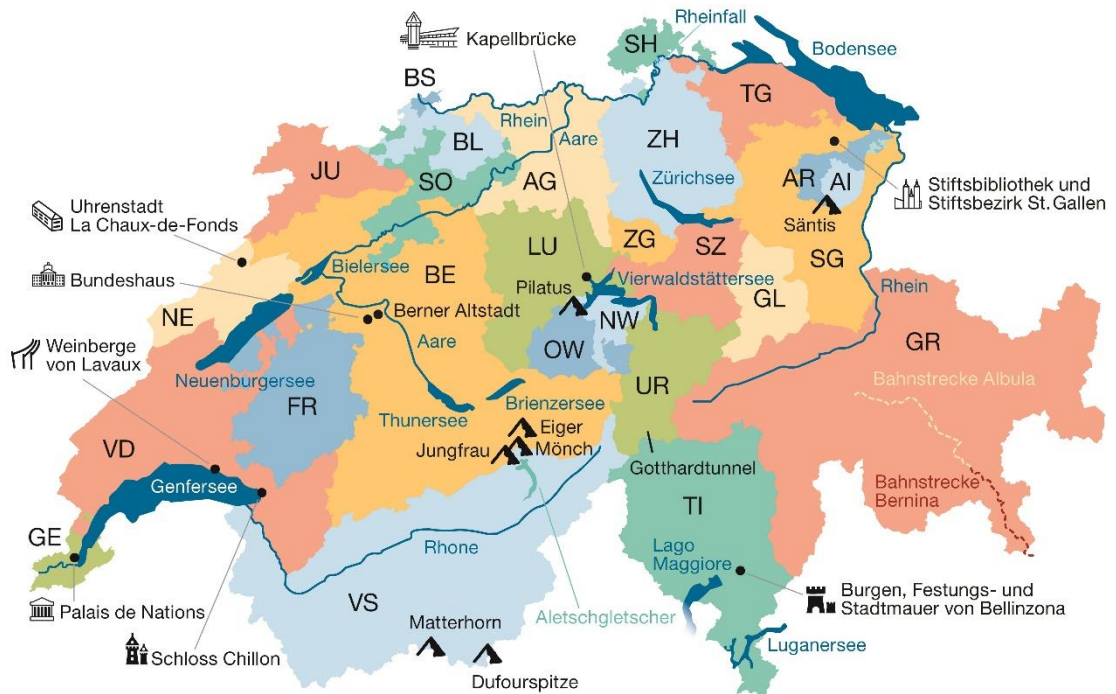 Rheinfall
SH
Bodensee
Kapellbrücke
BS
TG
Rhein
Aare
ZH
BL
JU
SO
AG
Zürichsee
AR
AI
Stiftsbibliothek und
Stiftsbezirk St. Gallen
Säntis
Uhrenstadt
La Chaux-de-Fonds
LU
ZG
SZ
SG
Bielersee
BE
Vierwaldstättersee
Bundeshaus
Pilatus
GL
Rhein
NE
Berner Altstadt
NW
Aare
OW
GR
Weinberge
von Lavaux
Neuenburgersee
FR
UR
Bahnstrecke Albula
Thunersee
Brienzersee
Eiger
Jungfrau
Mönch
VD
Gotthardtunnel
Genfersee
Bahnstrecke
Bernina
TI
GE
Rhone
Lago
Maggiore
Aletschgletscher
Palais de Nations
VS
Burgen, Festungs- und
Stadtmauer von Bellinzona
Matterhorn
Luganersee
Schloss Chillon
Dufourspitze